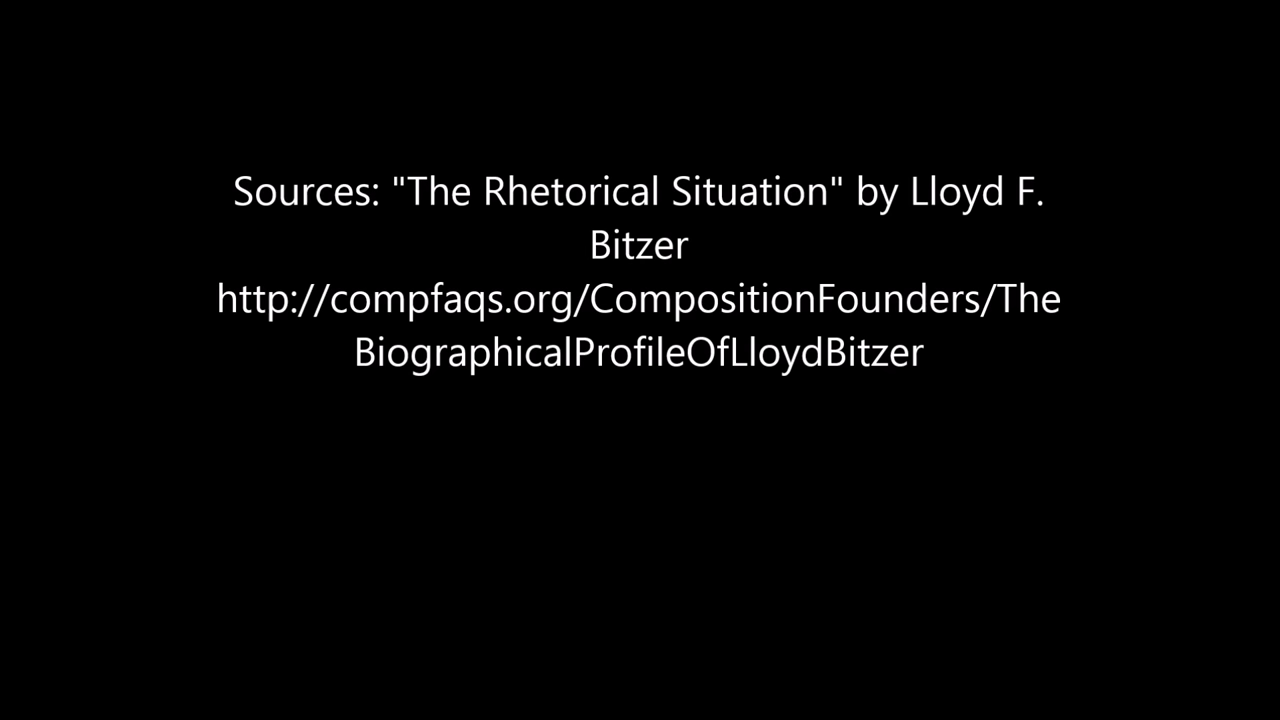 Sources: "The Rhetorical Situation" by Lloyd F.
Bitzer
http://compfaqs.org/CompositionFounders/The
BiographicalProfileOfLloydBitzer